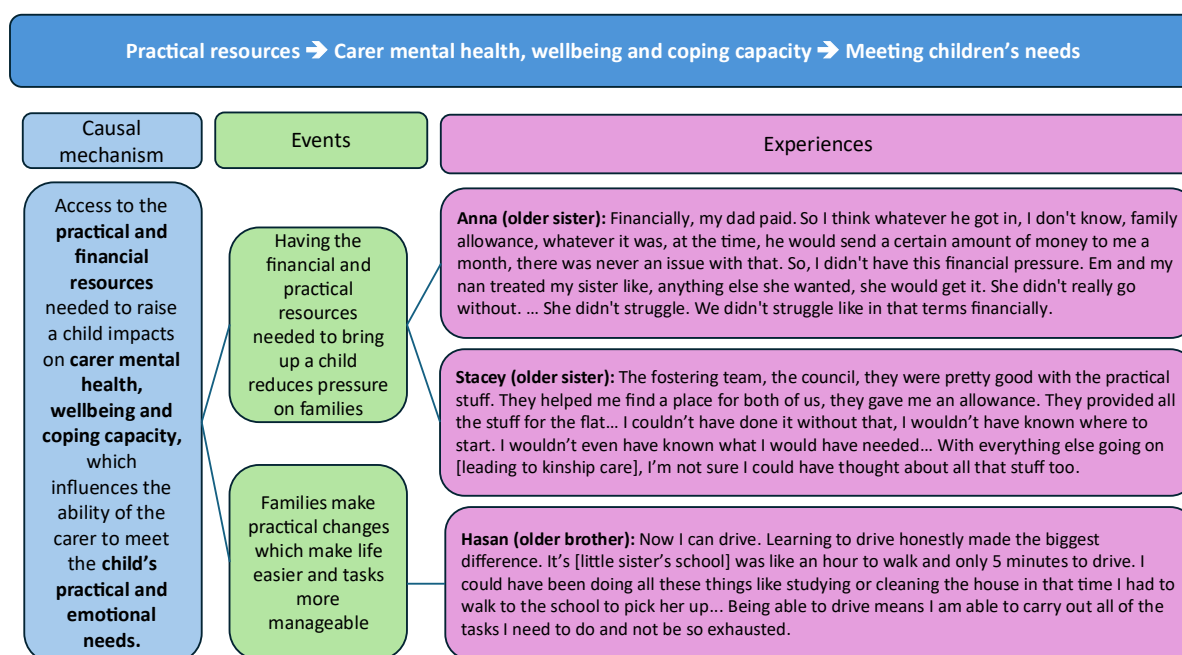 Practical resources ➔ Carer mental health, wellbeing and coping capacity ➔ Meeting children's needs
Causal
mechanism
Events
Experiences
Access to the
practical and
financial
resources
needed to raise
a child impacts
on carer mental
health,
wellbeing and
coping capacity,
which
influences the
ability of the
carer to meet
the child's
practical and
emotional
needs.
Having the
financial and
practical
resources
needed to bring
up a child
reduces pressure
on families
Families make
practical changes
which make life
easier and tasks
more
manageable
Anna (older sister): Financially, my dad paid. So I think whatever he got in, I don't know, family
allowance, whatever it was, at the time, he would send a certain amount of money to me a
month, there was never an issue with that. So, I didn't have this financial pressure. Em and my
nan treated my sister like, anything else she wanted, she would get it. She didn't really go
without. ... She didn't struggle. We didn't struggle like in that terms financially.
Stacey (older sister): The fostering team, the council, they were pretty good with the practical
stuff. They helped me find a place for both of us, they gave me an allowance. They provided all
the stuff for the flat... I couldn't have done it without that, I wouldn't have known where to
start. I wouldn't even have known what I would have needed... With everything else going on
[leading to kinship care], I'm not sure I could have thought about all that stuff too.
Hasan (older brother): Now I can drive. Learning to drive honestly made the biggest
difference. It's [little sister's school] was like an hour to walk and only 5 minutes to drive. I
could have been doing all these things like studying or cleaning the house in that time I had to
walk to the school to pick her up... Being able to drive means I am able to carry out all of the
tasks I need to do and not be so exhausted.